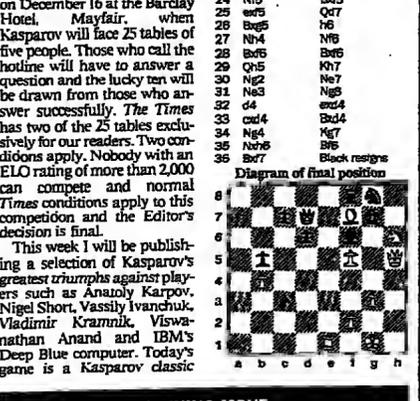 on December 16 at the Barclay
Hotel, Mayfair, when
Kasparov will face 25 tables of
five people. Those who call the
hotline will have to answer a
question and the lucky ten will
be drawn from those who an-
swer successfully. The Times
has two of the 25 tables exclu-
sively for our readers. Two con-
ditions apply. Nobody with an
ELO rating of more than 2,000
can compete and normal
Times conditions apply to this
competition and the Editor's
decision is final.
This week I will be publish-
ing a selection of Kasparov's
greatest triumphs against play-
ers such as Anatoly Karpov,
Nigel Short, Vassily Ivanchuk,
Vladimir Kramnik, Viswa-
nathan Anand and IBM's
Deep Blue computer. Today's
game is a Kasparov classic
25 exf5 Qd7
26 Bxg5 h6
27 Nh4 Nf6
28 Bxf6 Bxf6
29 Qh5 Kh7
30 Ng2 Ne7
31 Ne3 Ng8
32 d4 exd4
33 cxd4 Bxd4
34 Ng4 Kg7
35 Nxh6 Bf6
36 Bxf7 Black resigns
Diagram of final position
8
7
6
5
4
3
2
1
a b c d e f g h